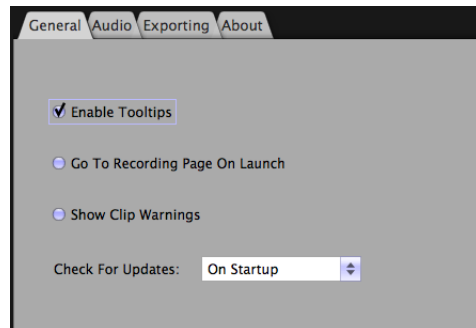 General Audio Exporting About
Enable Tooltips
Go To Recording Page On Launch
Show Clip Warnings
Check For Updates: On Startup